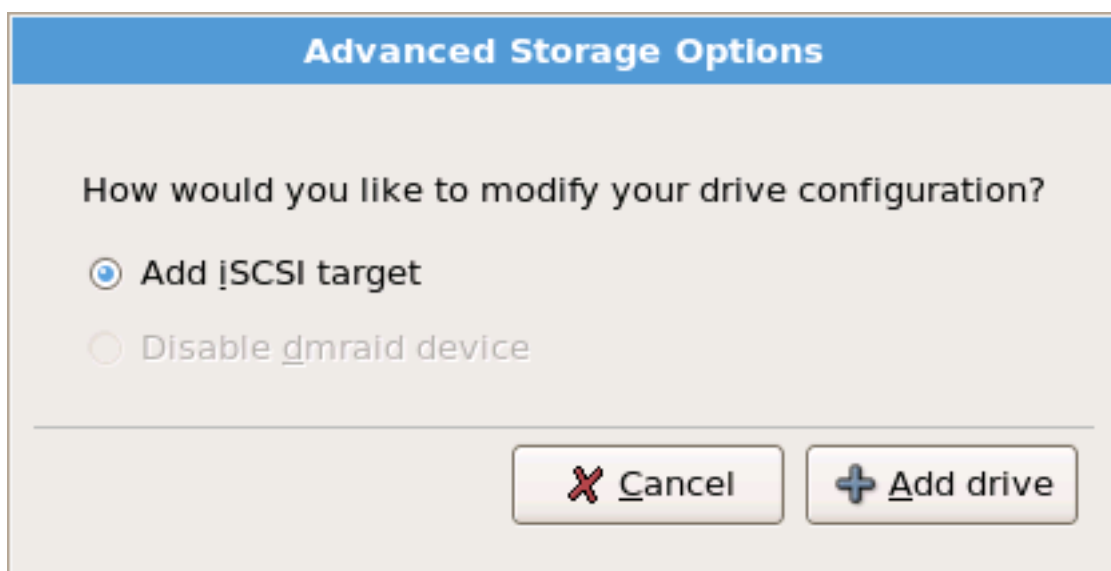 Advanced Storage Options
How would you like to modify your drive configuration?
Add iSCSI target
Disable dmraid device
Cancel
Add drive